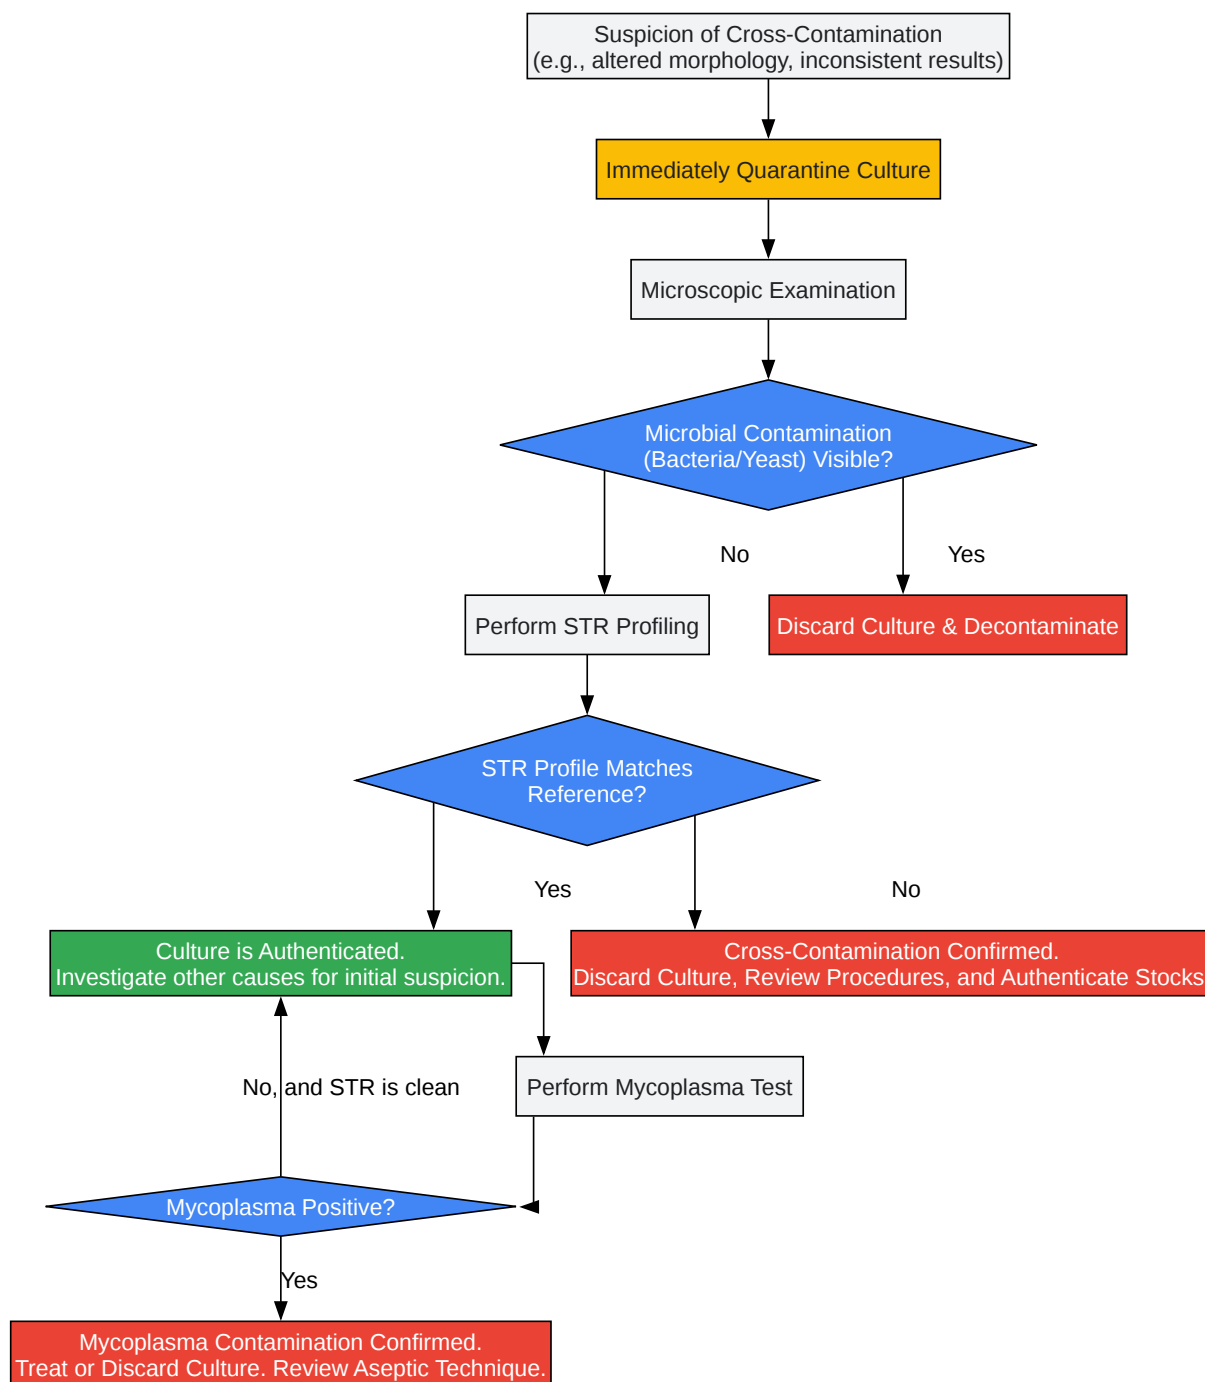 Suspicion of Cross-Contamination
(e.g., altered morphology, inconsistent results)
Immediately Quarantine Culture
Microscopic Examination
Microbial Contamination
(Bacteria/Yeast) Visible?
No
Yes
Perform STR Profiling
Discard Culture & Decontaminate
STR Profile Matches
Reference?
Yes
No
Culture is Authenticated.
Investigate other causes for initial suspicion.
Cross-Contamination Confirmed.
Discard Culture, Review Procedures, and Authenticate Stocks
No, and STR is clean
Perform Mycoplasma Test
Mycoplasma Positive?
Yes
Mycoplasma Contamination Confirmed.
Treat or Discard Culture. Review Aseptic Technique.